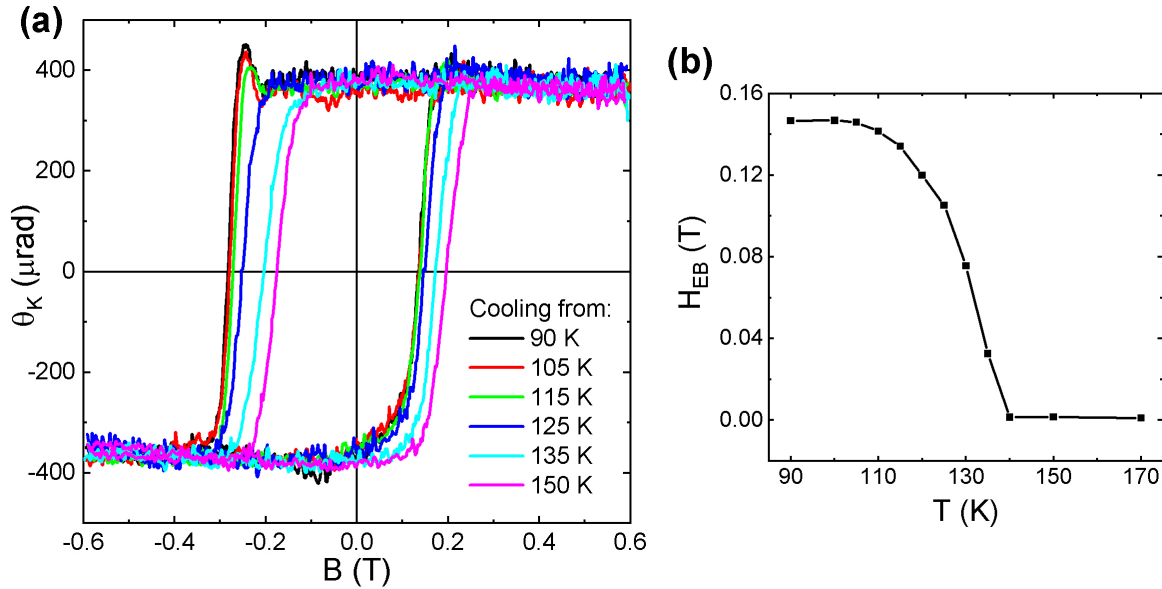 (a)
400
200
0
-200
-400
θK (μrad)
Cooling from:
90 K
105 K
115 K
125 K
135 K
150 K
-0.6
-0.4
-0.2
0.0
0.2
0.4
0.6
B (T)
(b)
0.16
0.12
0.08
0.04
0.00
HEB (T)
90
110
130
150
170
T (K)